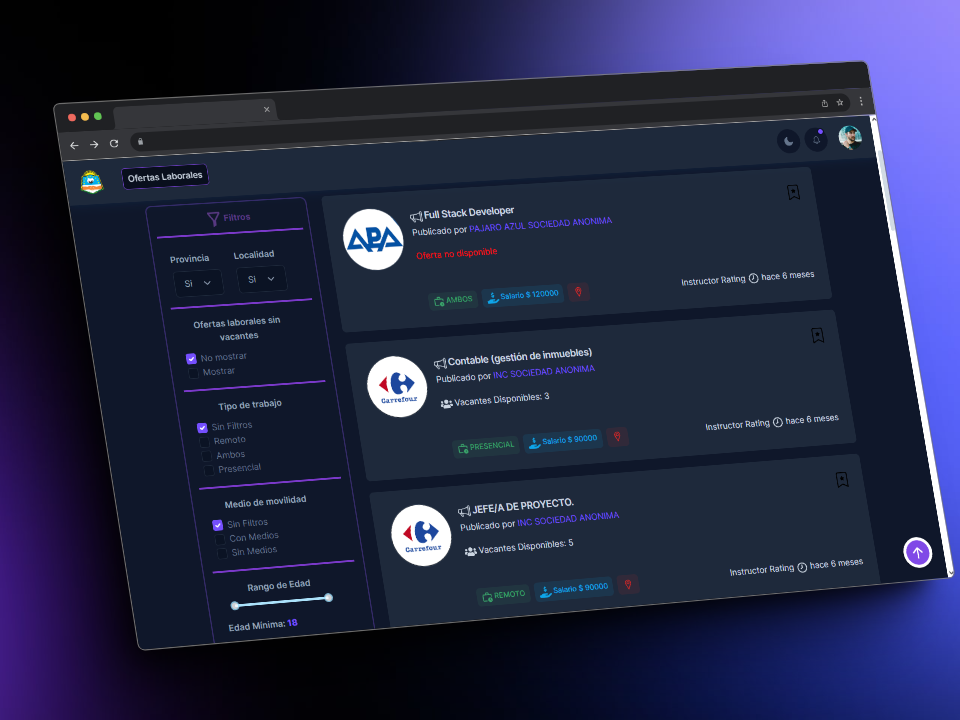 Ofertas Laborales
Filtros
Provincia
Localidad
Si
Si
Ofertas laborales sin
vacantes
No mostrar
Mostrar
Tipo de trabajo
Sin Filtros
Remoto
Ambos
Presencial
Medio de movilidad
Sin Filtros
Con Medios
Sin Medios
Rango de Edad
Edad Mínima: 18
APA
Full Stack Developer
Publicado por PAJARO AZUL SOCIEDAD ANONIMA
Oferta no disponible
AMBOS
Salario $ 120000
Instructor Rating hace 6 meses
Carrefour
Contable (gestión de inmuebles)
Publicado por INC SOCIEDAD ANONIMA
Vacantes Disponibles: 3
PRESENCIAL
Salario $ 90000
Instructor Rating hace 6 meses
Carrefour
JEFE/A DE PROYECTO.
Publicado por INC SOCIEDAD ANONIMA
Vacantes Disponibles: 5
REMOTO
Salario $ 90000
Instructor Rating hace 6 meses